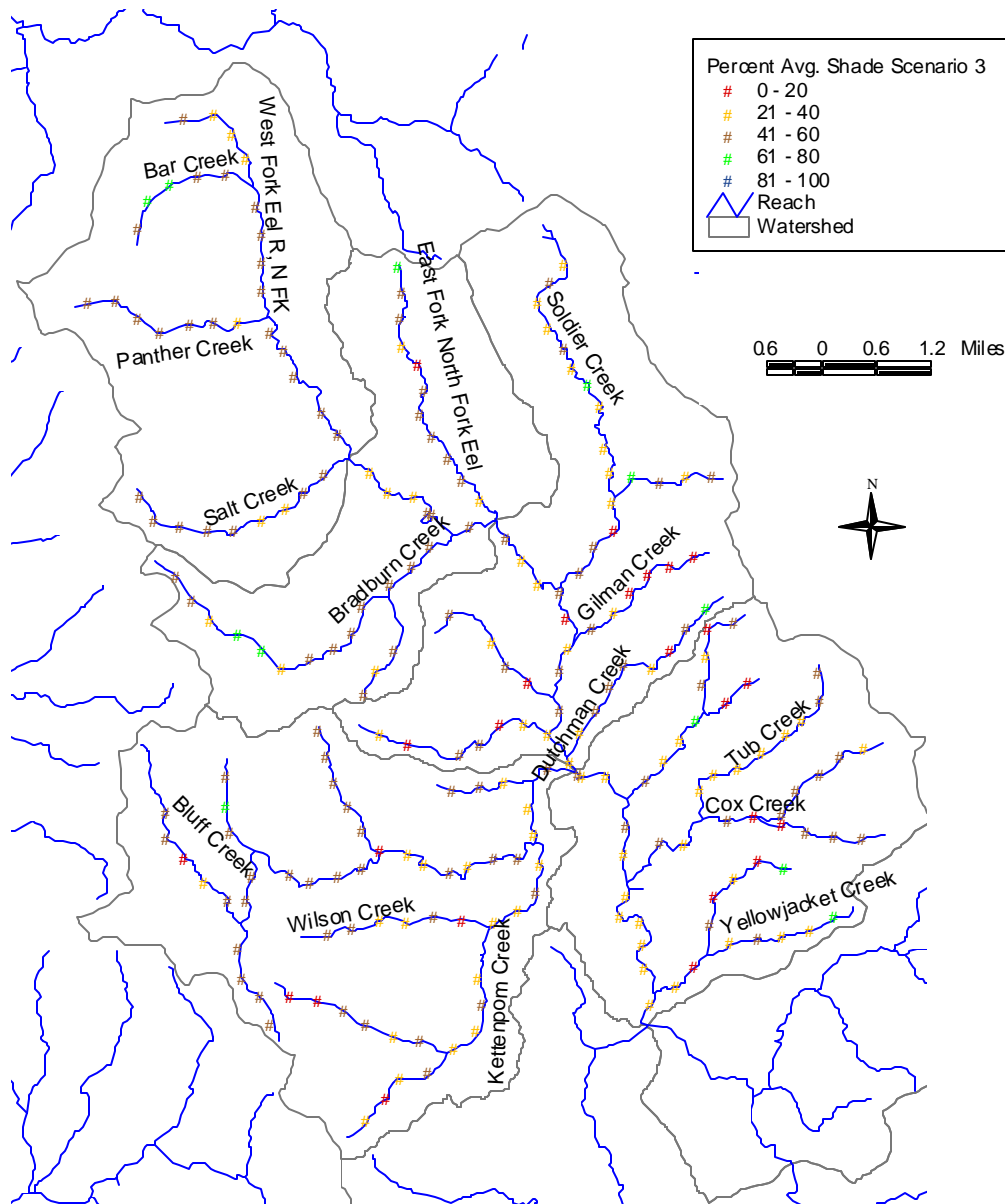 Percent Avg. Shade Scenario 3
# 0 - 20
# 21 - 40
# 41 - 60
# 61 - 80
# 81 - 100
Reach
Watershed
0.6 0 0.6 1.2 Miles
N
West Fork Eel R, N FK
Bar Creek
Panther Creek
East Fork North Fork Eel
Soldier Creek
Salt Creek
Bradburn Creek
Gilman Creek
Dutchman Creek
Tub Creek
Cox Creek
Bluff Creek
Wilson Creek
Yellowjacket Creek
Kettenpom Creek